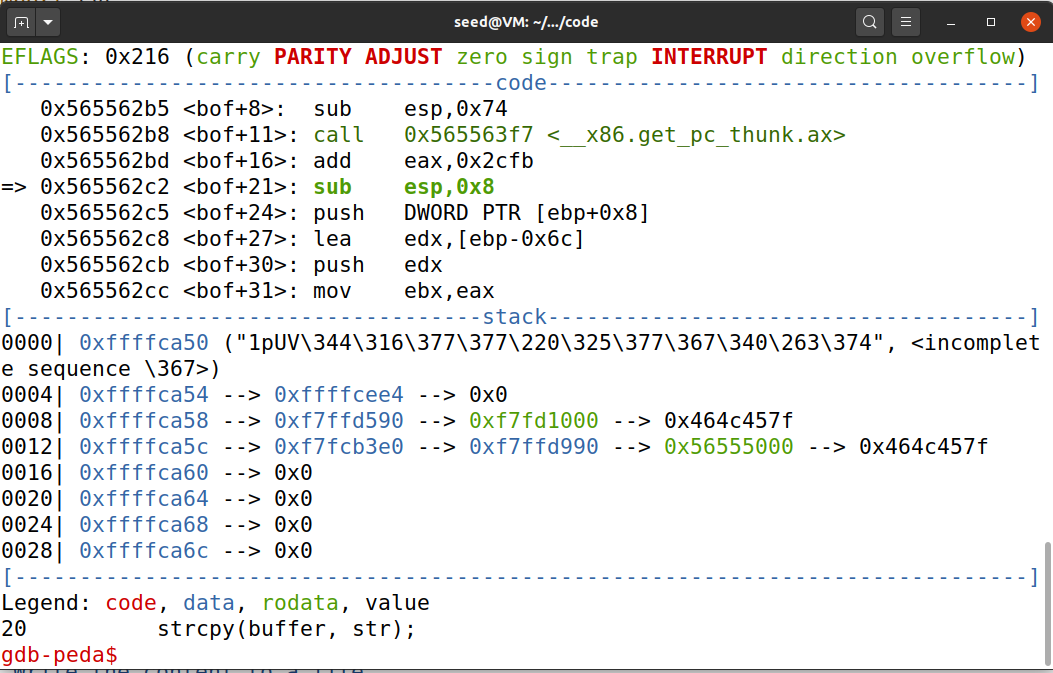 seed@VM: ~/.../code
EFLAGS: 0x216 (carry PARITY ADJUST zero sign trap INTERRUPT direction overflow)
[-------------------------------------code-------------------------------------]
   0x565562b5 <bof+8>:	sub    esp,0x74
   0x565562b8 <bof+11>:	call   0x565563f7 <__x86.get_pc_thunk.ax>
   0x565562bd <bof+16>:	add    eax,0x2cfb
=> 0x565562c2 <bof+21>:	sub    esp,0x8
   0x565562c5 <bof+24>:	push   DWORD PTR [ebp+0x8]
   0x565562c8 <bof+27>:	lea    edx,[ebp-0x6c]
   0x565562cb <bof+30>:	push   edx
   0x565562cc <bof+31>:	mov    ebx,eax
[------------------------------------stack-------------------------------------]
0000| 0xffffca50 ("1pUV\344\316\377\377\220\325\377\367\340\263\374", <incomplet
e sequence \367>)
0004| 0xffffca54 --> 0xffffcee4 --> 0x0
0008| 0xffffca58 --> 0xf7ffd590 --> 0xf7fd1000 --> 0x464c457f
0012| 0xffffca5c --> 0xf7fcb3e0 --> 0xf7ffd990 --> 0x56555000 --> 0x464c457f
0016| 0xffffca60 --> 0x0
0020| 0xffffca64 --> 0x0
0024| 0xffffca68 --> 0x0
0028| 0xffffca6c --> 0x0
[------------------------------------------------------------------------------]
Legend: code, data, rodata, value
20          strcpy(buffer, str);
gdb-peda$